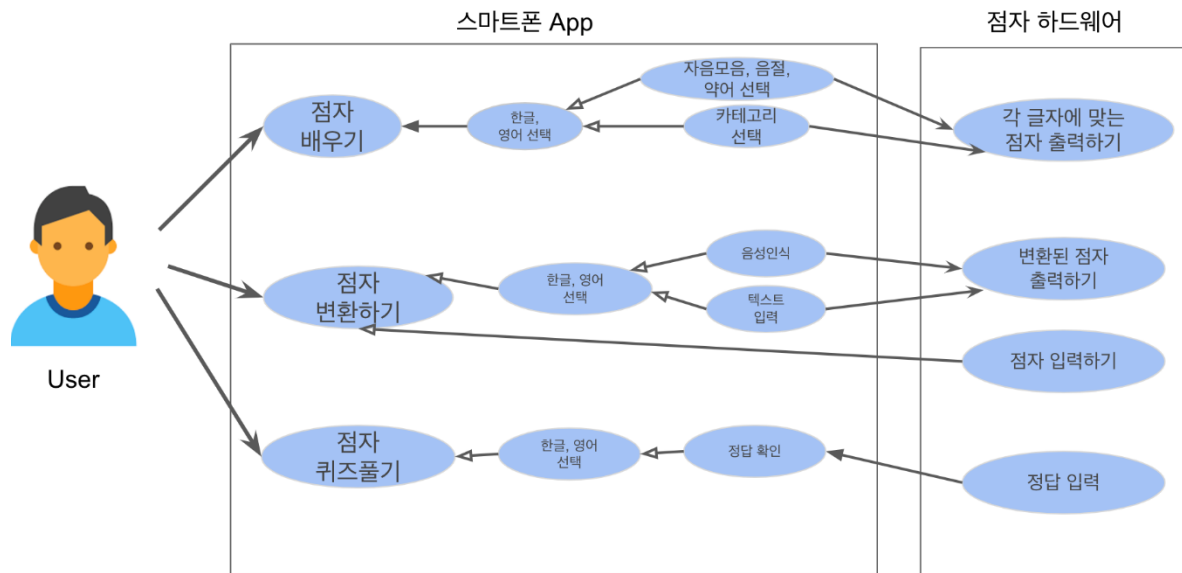 스마트폰 App
점자 하드웨어
점자
배우기
한글,
영어 선택
자음모음, 음절,
약어 선택
카테고리
선택
각 글자에 맞는
점자 출력하기
User
점자
변환하기
한글, 영어
선택
음성인식
텍스트
입력
변환된 점자
출력하기
점자 입력하기
점자
퀴즈풀기
한글, 영어
선택
정답 확인
정답 입력